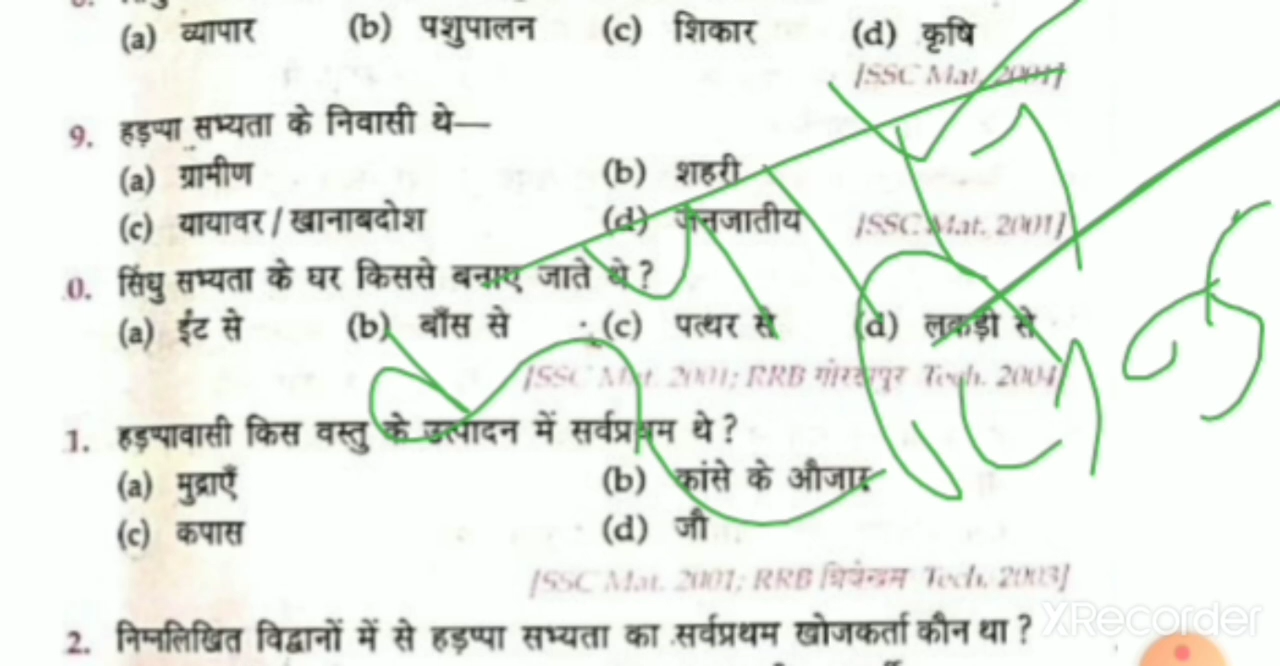 (a) व्यापार (b) पशुपालन (c) शिकार (d) कृषि
[SSC Mat. 2001]
9. हड़प्पा सभ्यता के निवासी थे—
(a) ग्रामीण (b) शहरी
(c) यायावर / खानाबदोश (d) जनजातीय [SSC Mat. 2001]
0. सिंधु सभ्यता के घर किससे बनाए जाते थे ?
(a) ईंट से (b) बाँस से (c) पत्थर से (d) लकड़ी से
[SSC Mat. 2001; RRB गोरखपुर Tech. 2004]
1. हड़प्पावासी किस वस्तु के उत्पादन में सर्वप्रथम थे ?
(a) मुद्राएँ (b) कांसे के औजार
(c) कपास (d) जौ
[SSC Mat. 2001; RRB Tech. 2003]
2. निम्नलिखित विद्वानों में से हड़प्पा सभ्यता का सर्वप्रथम खोजकर्ता कौन था ?
XRecorder